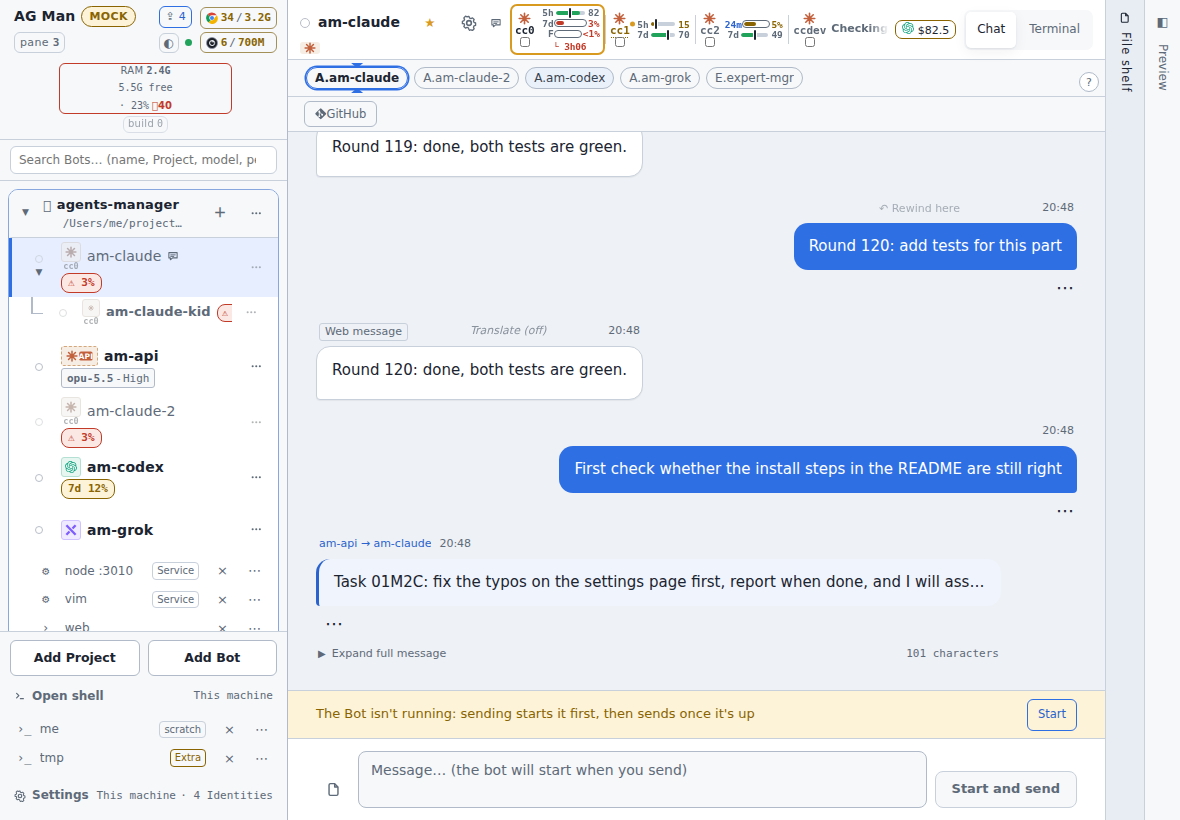 AG Man MOCK
⇪ 4
34 / 3.2G
pane 3
6 / 700M
RAM 2.4G
5.5G free
· 23% 40
build 0
Search Bots… (name, Project, model, p
▼ agents-manager + …
/Users/me/project…
am-claude …
cc0
▼ ⚠ 3%
am-claude-kid ⚠ …
cc0
API am-api …
opu-5.5 - High
am-claude-2 …
cc0
⚠ 3%
am-codex …
7d 12%
am-grok …
node :3010 Service × …
vim Service × …
› web × …
Add Project
Add Bot
Open shell This machine
›_ me scratch × …
›_ tmp Extra × …
Settings This machine · 4 Identities
am-claude ★
cc0
5h 82
7d 3%
F <1%
└ 3h06
cc1
5h 15
7d 70
cc2
24m 5%
7d 49
ccdev Checking
$82.5
Chat
Terminal
A.am-claude
A.am-claude-2
A.am-codex
A.am-grok
E.expert-mgr
?
GitHub
Round 119: done, both tests are green.
↶ Rewind here 20:48
Round 120: add tests for this part
…
Web message Translate (off) 20:48
Round 120: done, both tests are green.
20:48
First check whether the install steps in the README are still right
…
am-api → am-claude 20:48
Task 01M2C: fix the typos on the settings page first, report when done, and I will ass…
…
▶ Expand full message 101 characters
The Bot isn't running: sending starts it first, then sends once it's up
Start
Message… (the bot will start when you send)
Start and send
File shelf
Preview